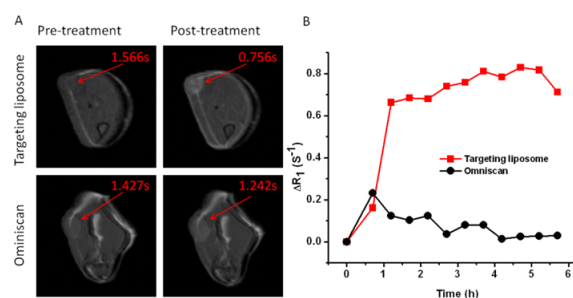 A
Pre-treatment
Post-treatment
Targeting liposome
1.566s
0.756s
Ominiscan
1.427s
1.242s
B
ΔR1 (S-1)
0.8
0.6
0.4
0.2
0.0
Targeting liposome
Omniscan
0 1 2 3 4 5 6
Time (h)